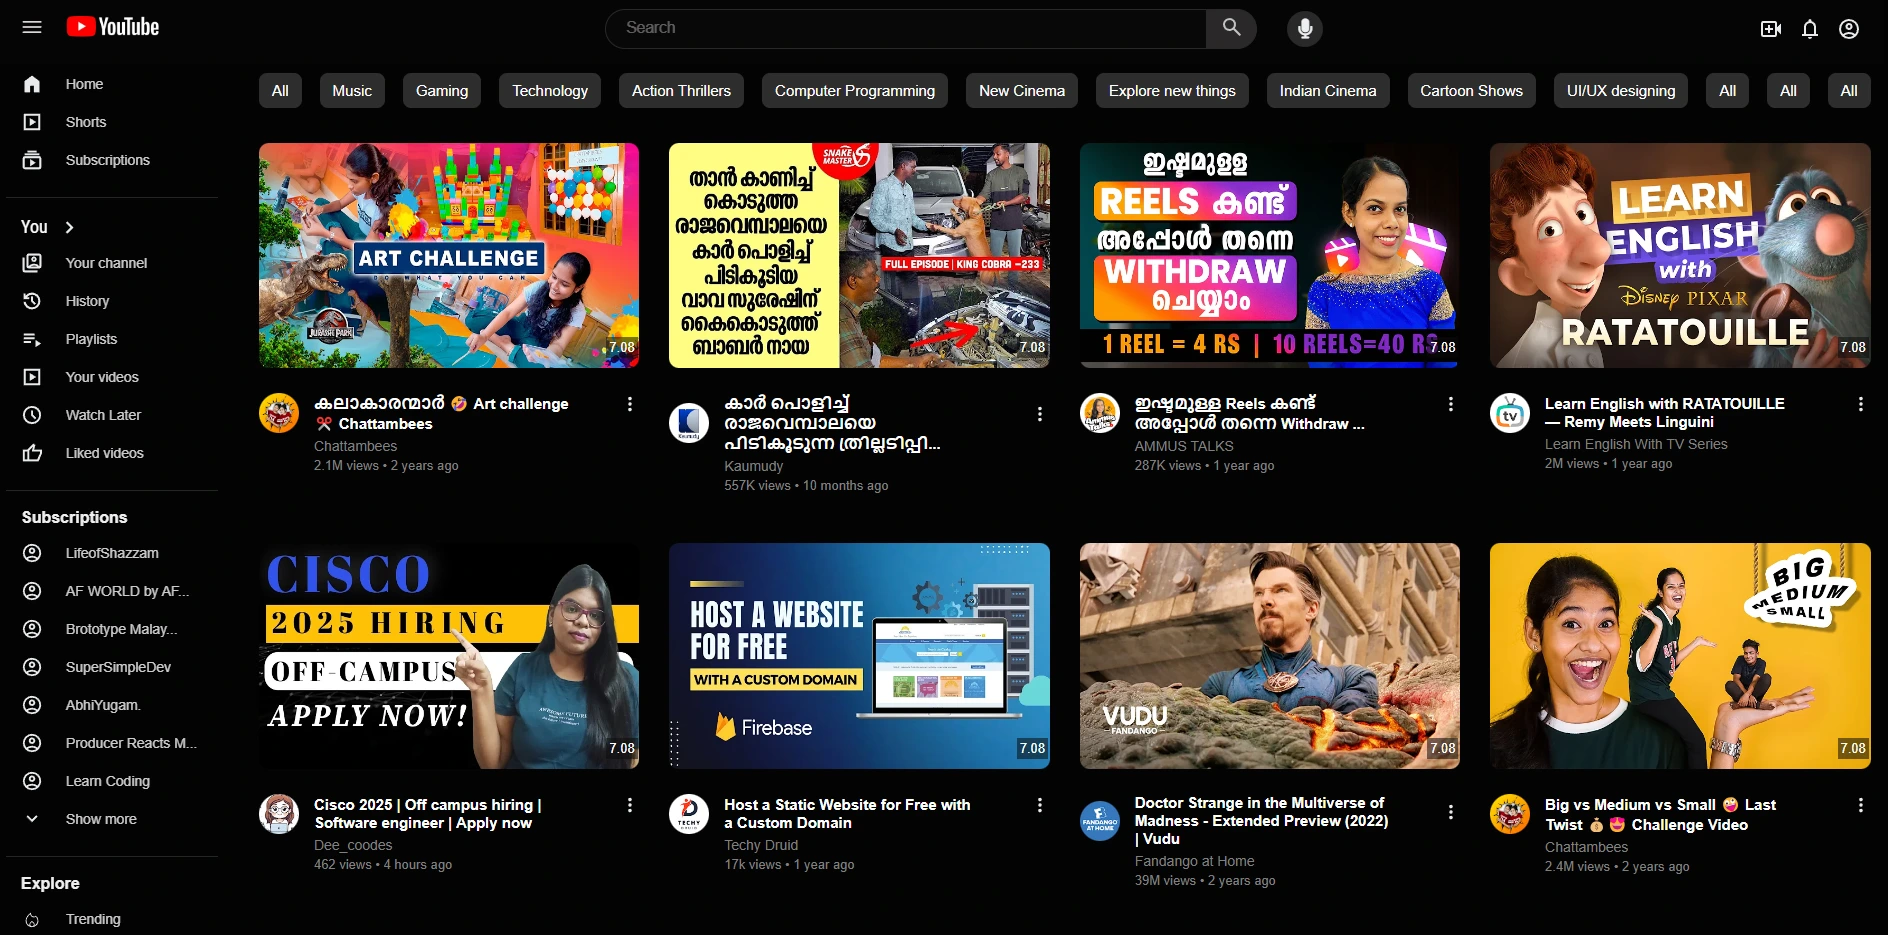 YouTube
Search
Home
Shorts
Subscriptions
You
Your channel
History
Playlists
Your videos
Watch Later
Liked videos
Subscriptions
LifeofShazzam
AF WORLD by AF...
Brototype Malay...
SuperSimpleDev
AbhiYugam.
Producer Reacts M...
Learn Coding
Show more
Explore
Trending
All Music Gaming Technology Action Thrillers Computer Programming New Cinema Explore new things Indian Cinema Cartoon Shows UI/UX designing All All All
ART CHALLENGE
DO WHAT YOU CAN
JURASSIC PARK
7.08
കലാകാരന്മാർ 🤣 Art challenge
✂️ Chattambees
Chattambees
2.1M views • 2 years ago
SNAKE
MASTER
താൻ കാണിച്ച്
കൊടുത്ത
രാജവെമ്പാലയെ
കാർ പൊളിച്ച്
പിടികൂടിയ
വാവ സുരേഷിന്
കൈകൊടുത്ത്
ബാബർ നായ
FULL EPISODE | KING COBRA -233
7.08
Kaumudy
കാർ പൊളിച്ച്
രാജവെമ്പാലയെ
പിടികൂടുന്ന ത്രില്ലടിപ്പി...
Kaumudy
557K views • 10 months ago
ഇഷ്ടമുള്ള
REELS കണ്ട്
അപ്പോൾ തന്നെ
WITHDRAW
ചെയ്യാം
1 REEL = 4 RS | 10 REELS=40 RS
7.08
ഇഷ്ടമുള്ള Reels കണ്ട്
അപ്പോൾ തന്നെ Withdraw ...
AMMUS TALKS
287K views • 1 year ago
LEARN
ENGLISH
with
DISNEY PIXAR
RATATOUILLE
7.08
tv
Learn English with RATATOUILLE
— Remy Meets Linguini
Learn English With TV Series
2M views • 1 year ago
CISCO
2025 HIRING
OFF-CAMPUS
APPLY NOW!
7.08
Cisco 2025 | Off campus hiring |
Software engineer | Apply now
Dee_coodes
462 views • 4 hours ago
HOST A WEBSITE
FOR FREE
WITH A CUSTOM DOMAIN
Firebase
7.08
TECHY
DRUID
Host a Static Website for Free with
a Custom Domain
Techy Druid
17k views • 1 year ago
VUDU
FANDANGO
7.08
FANDANGO
AT HOME
Doctor Strange in the Multiverse of
Madness - Extended Preview (2022)
| Vudu
Fandango at Home
39M views • 2 years ago
BIG
MEDIUM
SMALL
7.08
Big vs Medium vs Small 🤪 Last
Twist 💰 😍 Challenge Video
Chattambees
2.4M views • 2 years ago